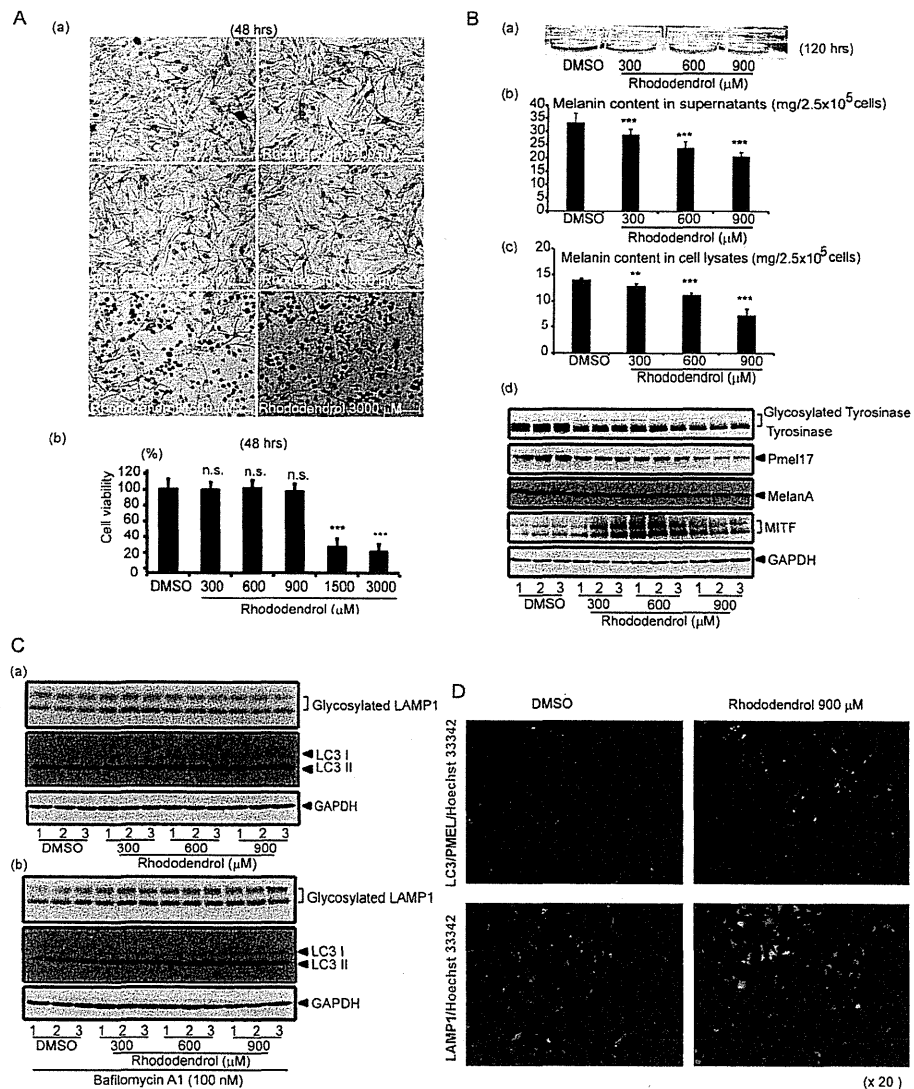 A
(a)
(48 hrs)
Rhododendrol 3000 μM
(b)
(48 hrs)
(%)
Cell viability
120
100
80
60
40
20
0
n.s.
n.s.
n.s.
***
***
DMSO 300 600 900 1500 3000
Rhododendrol (μM)
B
(a)
(120 hrs)
DMSO 300 600 900
Rhododendrol (μM)
(b)
Melanin content in supernatants (mg/2.5x10⁵cells)
40
35
30
25
20
15
10
5
0
***
***
***
DMSO 300 600 900
Rhododendrol (μM)
(c)
Melanin content in cell lysates (mg/2.5x10⁵cells)
20
15
10
5
0
**
***
***
DMSO 300 600 900
Rhododendrol (μM)
(d)
Glycosylated Tyrosinase
Tyrosinase
Pmel17
MelanA
MITF
GAPDH
1 2 3 1 2 3 1 2 3 1 2 3
DMSO 300 600 900
Rhododendrol (μM)
C
(a)
Glycosylated LAMP1
LC3 I
LC3 II
GAPDH
1 2 3 1 2 3 1 2 3 1 2 3
DMSO 300 600 900
Rhododendrol (μM)
(b)
Glycosylated LAMP1
LC3 I
LC3 II
GAPDH
1 2 3 1 2 3 1 2 3 1 2 3
DMSO 300 600 900
Rhododendrol (μM)
Bafilomycin A1 (100 nM)
D
DMSO
Rhododendrol 900 μM
LC3/PMEL/Hoechst 33342
LAMP1/Hoechst 33342
(x 20)